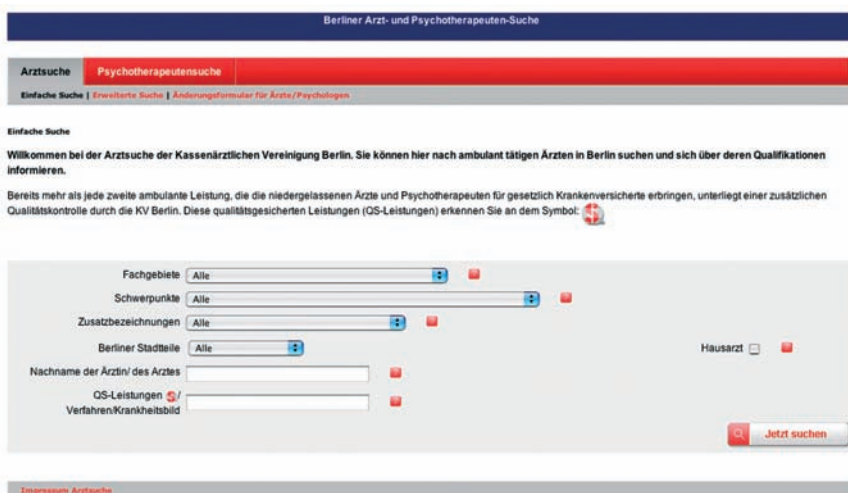 Berliner Arzt- und Psychotherapeuten-Suche
Arztsuche Psychotherapeutensuche
Einfache Suche | Erweiterte Suche | Änderungsformular für Ärzte/Psychologen
Einfache Suche
Willkommen bei der Arztsuche der Kassenärztlichen Vereinigung Berlin. Sie können hier nach ambulant tätigen Ärzten in Berlin suchen und sich über deren Qualifikationen
informieren.
Bereits mehr als jede zweite ambulante Leistung, die die niedergelassenen Ärzte und Psychotherapeuten für gesetzlich Krankenversicherte erbringen, unterliegt einer zusätzlichen
Qualitätskontrolle durch die KV Berlin. Diese qualitätsgesicherten Leistungen (QS-Leistungen) erkennen Sie an dem Symbol:
Fachgebiete Alle ?
Schwerpunkte Alle ?
Zusatzbezeichnungen Alle ?
Berliner Stadtteile Alle Hausarzt ?
Nachname der Ärztin/ des Arztes ?
QS-Leistungen /
Verfahren/Krankheitsbild ?
Jetzt suchen
Impressum Arztsuche